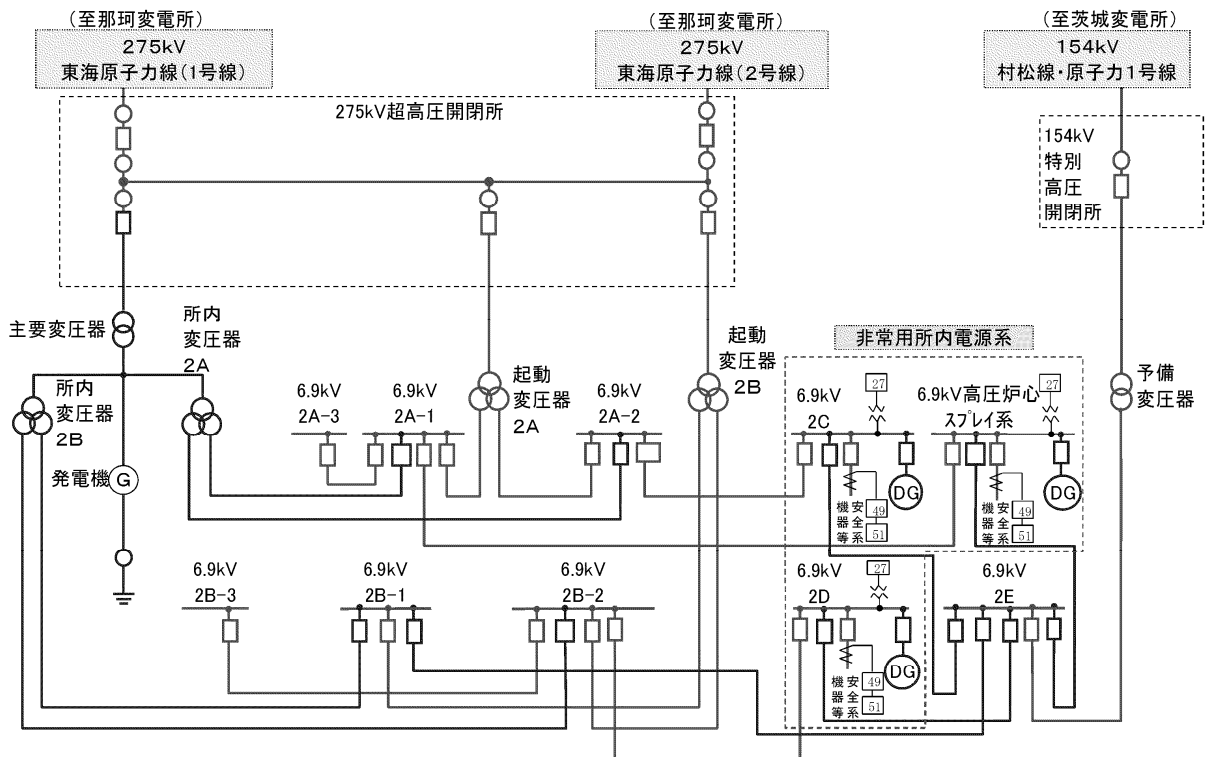 (至那珂変電所)
275kV
東海原子力線(1号線)
(至那珂変電所)
275kV
東海原子力線(2号線)
(至茨城変電所)
154kV
村松線・原子力1号線
275kV超高圧開閉所
154kV
特別
高圧
開閉所
主要変圧器
所内
変圧器
2A
所内
変圧器
2B
発電機
G
起動
変圧器
2A
起動
変圧器
2B
予備
変圧器
非常用所内電源系
6.9kV
2A-3
6.9kV
2A-1
6.9kV
2A-2
6.9kV
2C
27
6.9kV高圧炉心
スプレイ系
27
DG
49
51
安全系
機器等
DG
49
51
安全系
機器等
6.9kV
2B-3
6.9kV
2B-1
6.9kV
2B-2
6.9kV
2D
27
6.9kV
2E
DG
49
51
安全系
機器等